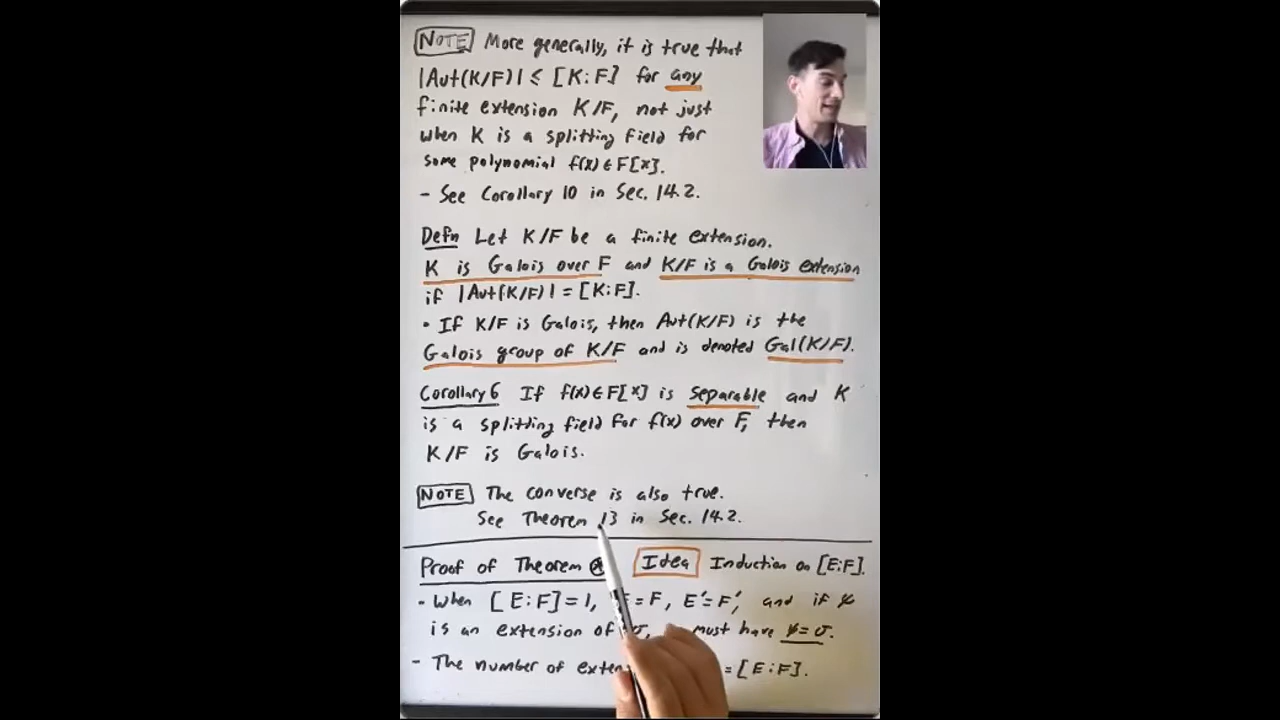 NOTE More generally, it is true that
|Aut(K/F)| ≤ [K:F] for any
finite extension K/F, not just
when K is a splitting field for
some polynomial f(x)∈F[x].
- See Corollary 10 in Sec. 14.2.
Defn Let K/F be a finite extension.
K is Galois over F and K/F is a Galois extension
if |Aut(K/F)| = [K:F].
• If K/F is Galois, then Aut(K/F) is the
Galois group of K/F and is denoted Gal(K/F).
Corollary 6 If f(x)∈F[x] is separable and K
is a splitting field for f(x) over F, then
K/F is Galois.
NOTE The converse is also true.
See Theorem 13 in Sec. 14.2.
Proof of Theorem Idea Induction on [E:F].
- When [E:F]=1, =F, E'=F', and if ψ
is an extension of σ, must have ψ=σ.
- The number of =[E:F].